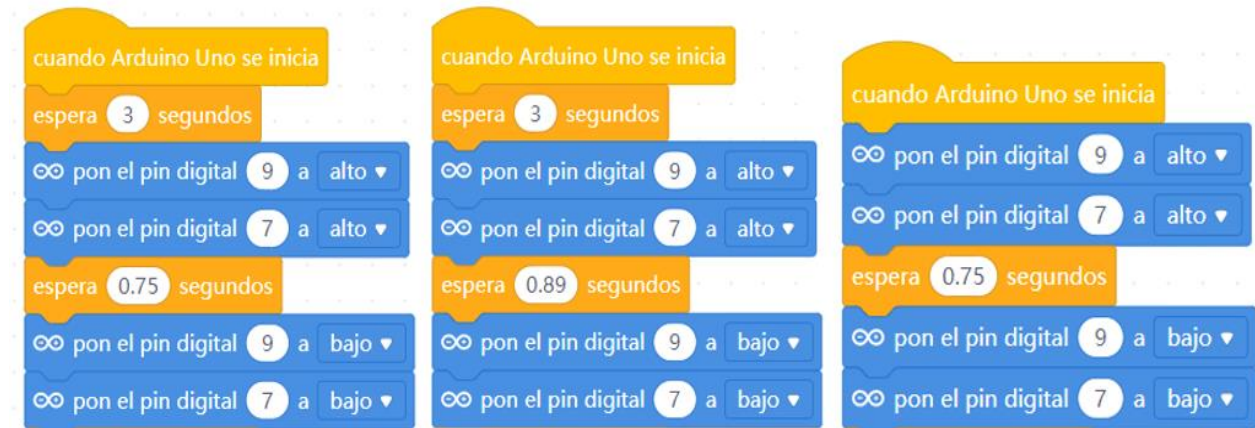 cuando Arduino Uno se inicia
espera 3 segundos
pon el pin digital 9 a alto
pon el pin digital 7 a alto
espera 0.75 segundos
pon el pin digital 9 a bajo
pon el pin digital 7 a bajo
cuando Arduino Uno se inicia
espera 3 segundos
pon el pin digital 9 a alto
pon el pin digital 7 a alto
espera 0.89 segundos
pon el pin digital 9 a bajo
pon el pin digital 7 a bajo
cuando Arduino Uno se inicia
pon el pin digital 9 a alto
pon el pin digital 7 a alto
espera 0.75 segundos
pon el pin digital 9 a bajo
pon el pin digital 7 a bajo